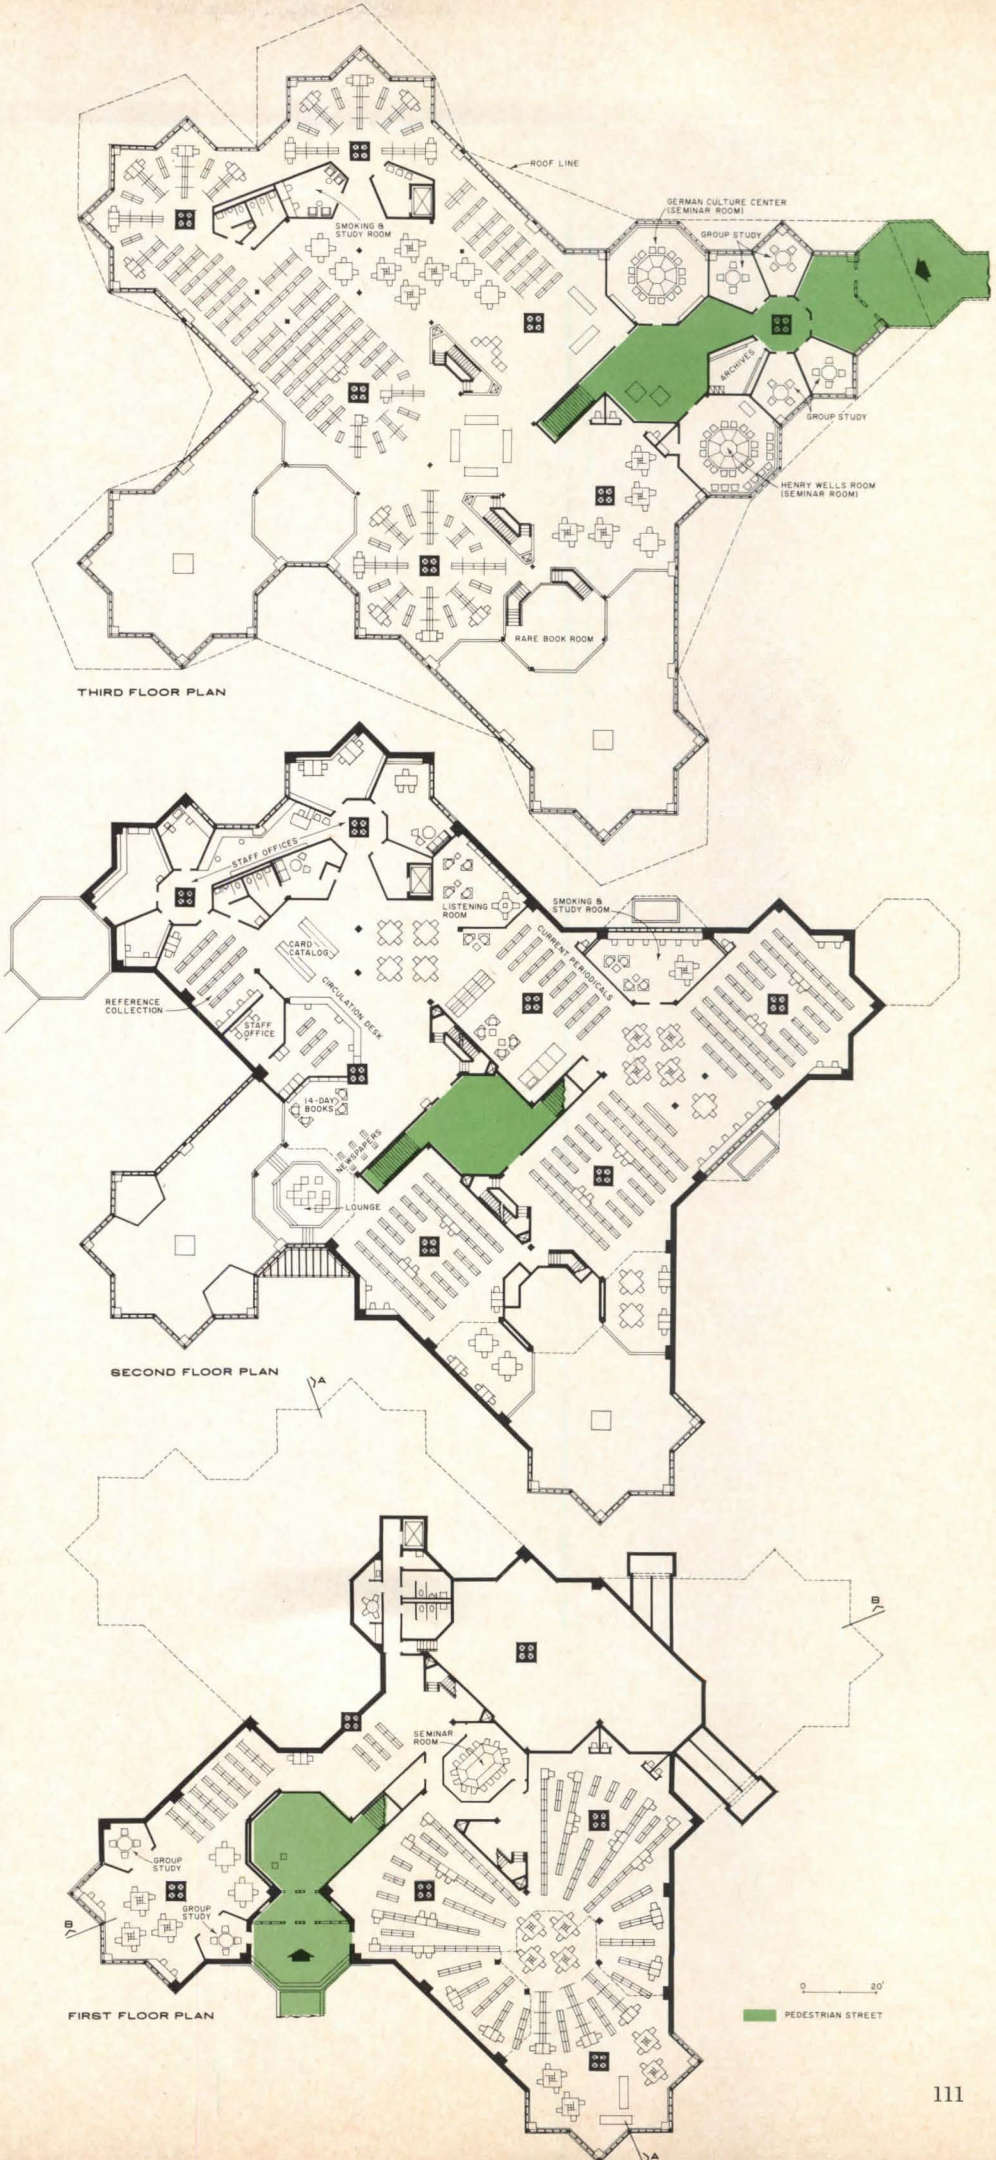 ROOF LINE
GERMAN CULTURE CENTER
(SEMINAR ROOM)
GROUP STUDY
SMOKING &
STUDY ROOM
ARCHIVES
GROUP STUDY
HENRY WELLS ROOM
(SEMINAR ROOM)
RARE BOOK ROOM
THIRD FLOOR PLAN
STAFF OFFICES
LISTENING
ROOM
SMOKING &
STUDY ROOM
CURRENT PERIODICALS
CARD
CATALOG
CIRCULATION DESK
REFERENCE
COLLECTION
STAFF
OFFICE
14-DAY
BOOKS
NEWSPAPERS
LOUNGE
SECOND FLOOR PLAN
A
B
SEMINAR
ROOM
GROUP
STUDY
GROUP
STUDY
B
FIRST FLOOR PLAN
0 20'
PEDESTRIAN STREET
A
111